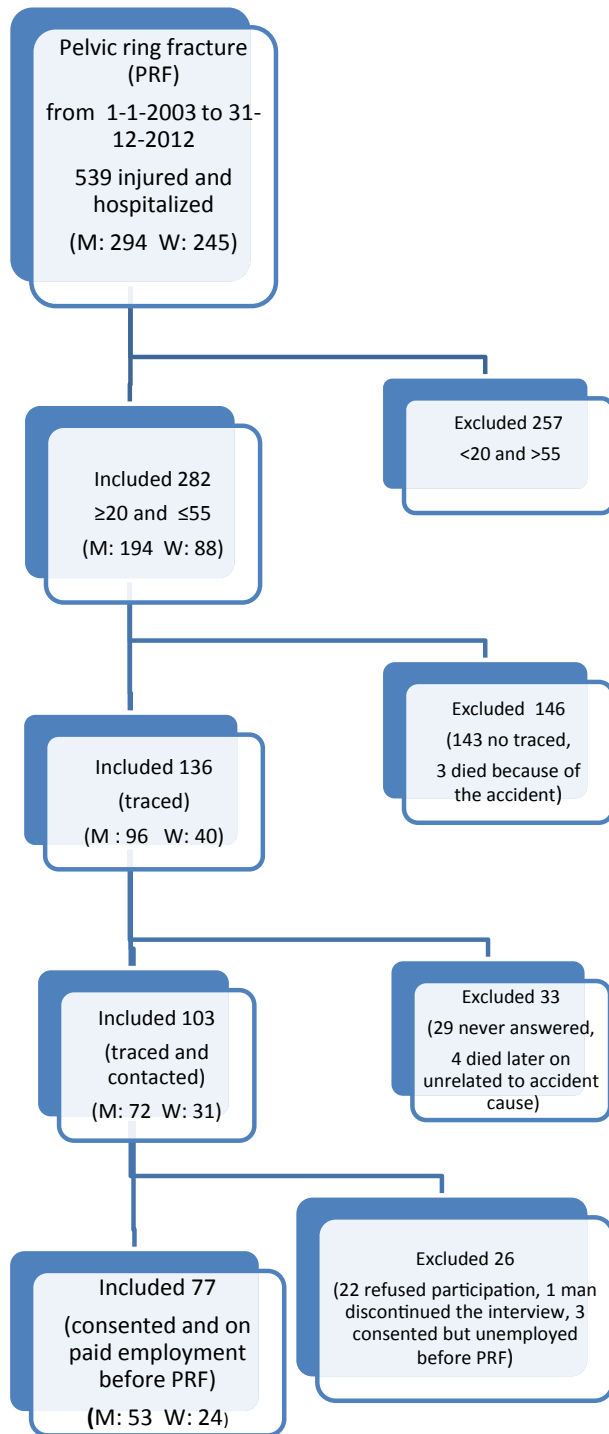 Pelvic ring fracture
(PRF)
from 1-1-2003 to 31-
12-2012
539 injured and
hospitalized
(M: 294 W: 245)
Excluded 257
<20 and >55
Included 282
≥20 and ≤55
(M: 194 W: 88)
Excluded 146
(143 no traced,
3 died because of
the accident)
Included 136
(traced)
(M : 96 W: 40)
Excluded 33
(29 never answered,
4 died later on
unrelated to accident
cause)
Included 103
(traced and
contacted)
(M: 72 W: 31)
Excluded 26
(22 refused participation, 1 man
discontinued the interview, 3
consented but unemployed
before PRF)
Included 77
(consented and on
paid employment
before PRF)
(M: 53 W: 24)